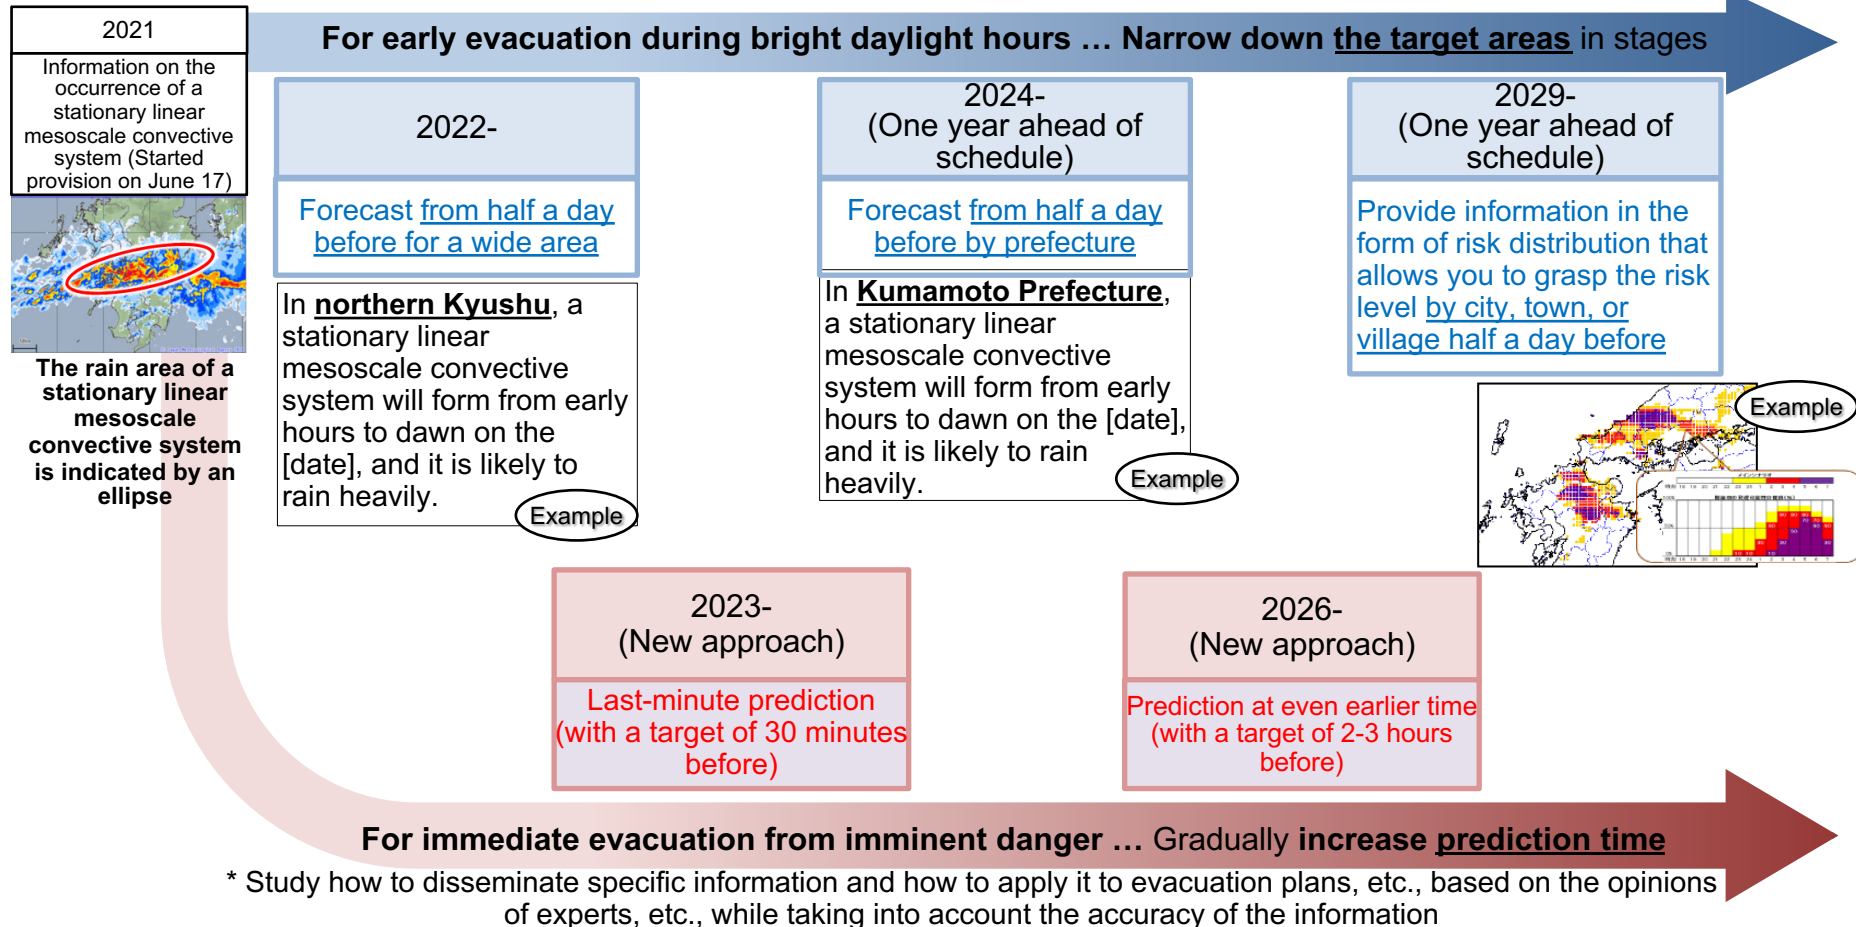 2021
Information on the
occurrence of a
stationary linear
mesoscale convective
system (Started
provision on June 17)
The rain area of a
stationary linear
mesoscale
convective system
is indicated by an
ellipse
For early evacuation during bright daylight hours … Narrow down the target areas in stages
2022-
Forecast from half a day
before for a wide area
In northern Kyushu, a
stationary linear
mesoscale convective
system will form from early
hours to dawn on the
[date], and it is likely to
rain heavily.
Example
2024-
(One year ahead of
schedule)
Forecast from half a day
before by prefecture
In Kumamoto Prefecture,
a stationary linear
mesoscale convective
system will form from early
hours to dawn on the [date],
and it is likely to rain
heavily.
Example
2029-
(One year ahead of
schedule)
Provide information in the
form of risk distribution that
allows you to grasp the risk
level by city, town, or
village half a day before
Example
2023-
(New approach)
Last-minute prediction
(with a target of 30 minutes
before)
2026-
(New approach)
Prediction at even earlier time
(with a target of 2-3 hours
before)
For immediate evacuation from imminent danger … Gradually increase prediction time
* Study how to disseminate specific information and how to apply it to evacuation plans, etc., based on the opinions
of experts, etc., while taking into account the accuracy of the information